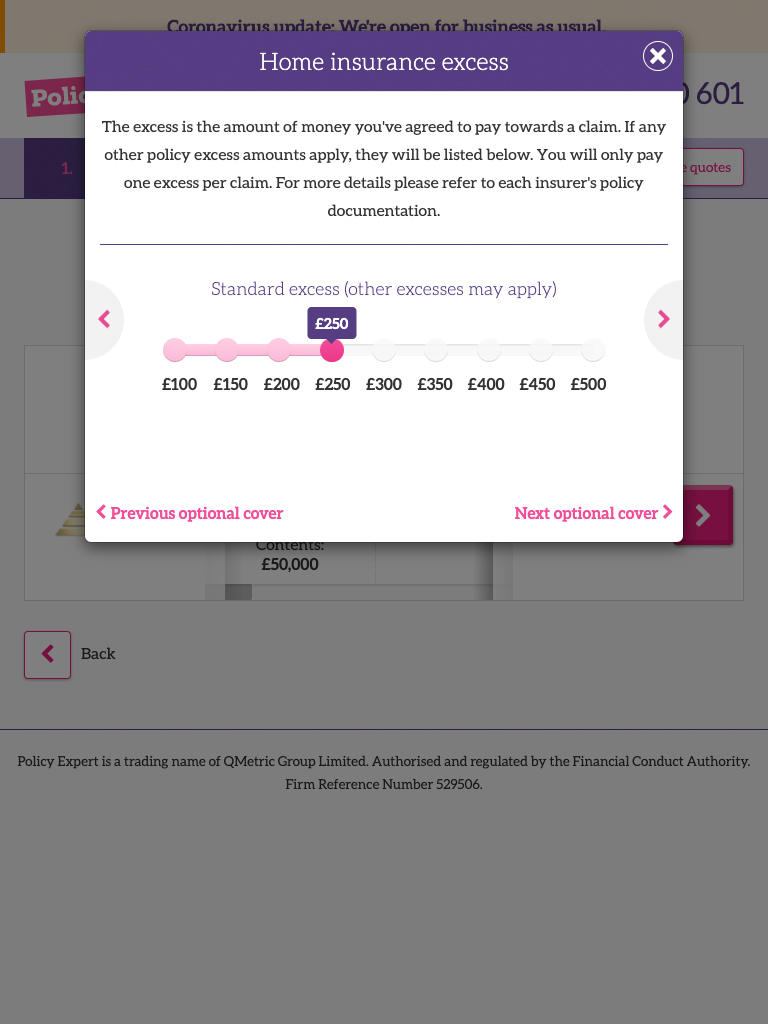 Coronavirus update: We're open for business as usual.
Home insurance excess
601
The excess is the amount of money you've agreed to pay towards a claim. If any
other policy excess amounts apply, they will be listed below. You will only pay
one excess per claim. For more details please refer to each insurer's policy
documentation.
1.
quotes
Standard excess (other excesses may apply)
£250
£100 £150 £200 £250 £300 £350 £400 £450 £500
Previous optional cover
Next optional cover
Contents:
£50,000
Back
Policy Expert is a trading name of QMetric Group Limited. Authorised and regulated by the Financial Conduct Authority.
Firm Reference Number 529506.